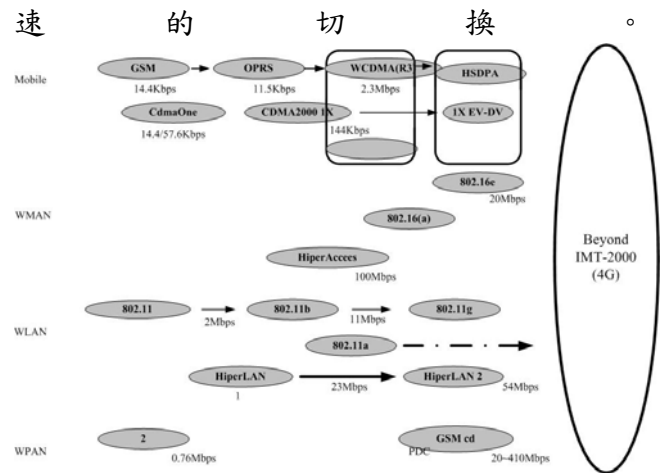 速 的 切 換 。
GSM OPRS WCDMA(R3 HSDPA
Mobile
14.4Kbps 11.5Kbps 2.3Mbps
CdmaOne CDMA2000 1X 1X EV-DV
14.4/57.6Kbps 144Kbps
802.16e
20Mbps
WMAN 802.16(a)
HiperAccees
100Mbps
802.11 802.11b 802.11g
2Mbps 11Mbps
WLAN
802.11a
HiperLAN HiperLAN 2
1 23Mbps 54Mbps
2 GSM cd
WPAN 0.76Mbps PDC 20~410Mbps
Beyond
IMT-2000
(4G)